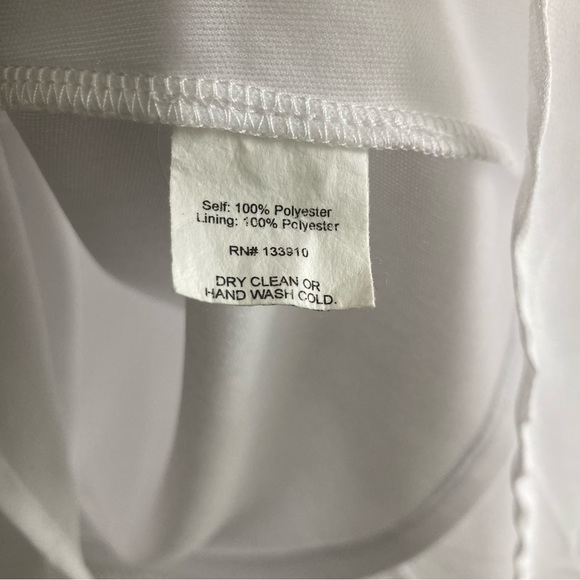 Self: 100% Polyester
Lining: 100% Polyester
RN# 133910
DRY CLEAN OR
HAND WASH COLD.